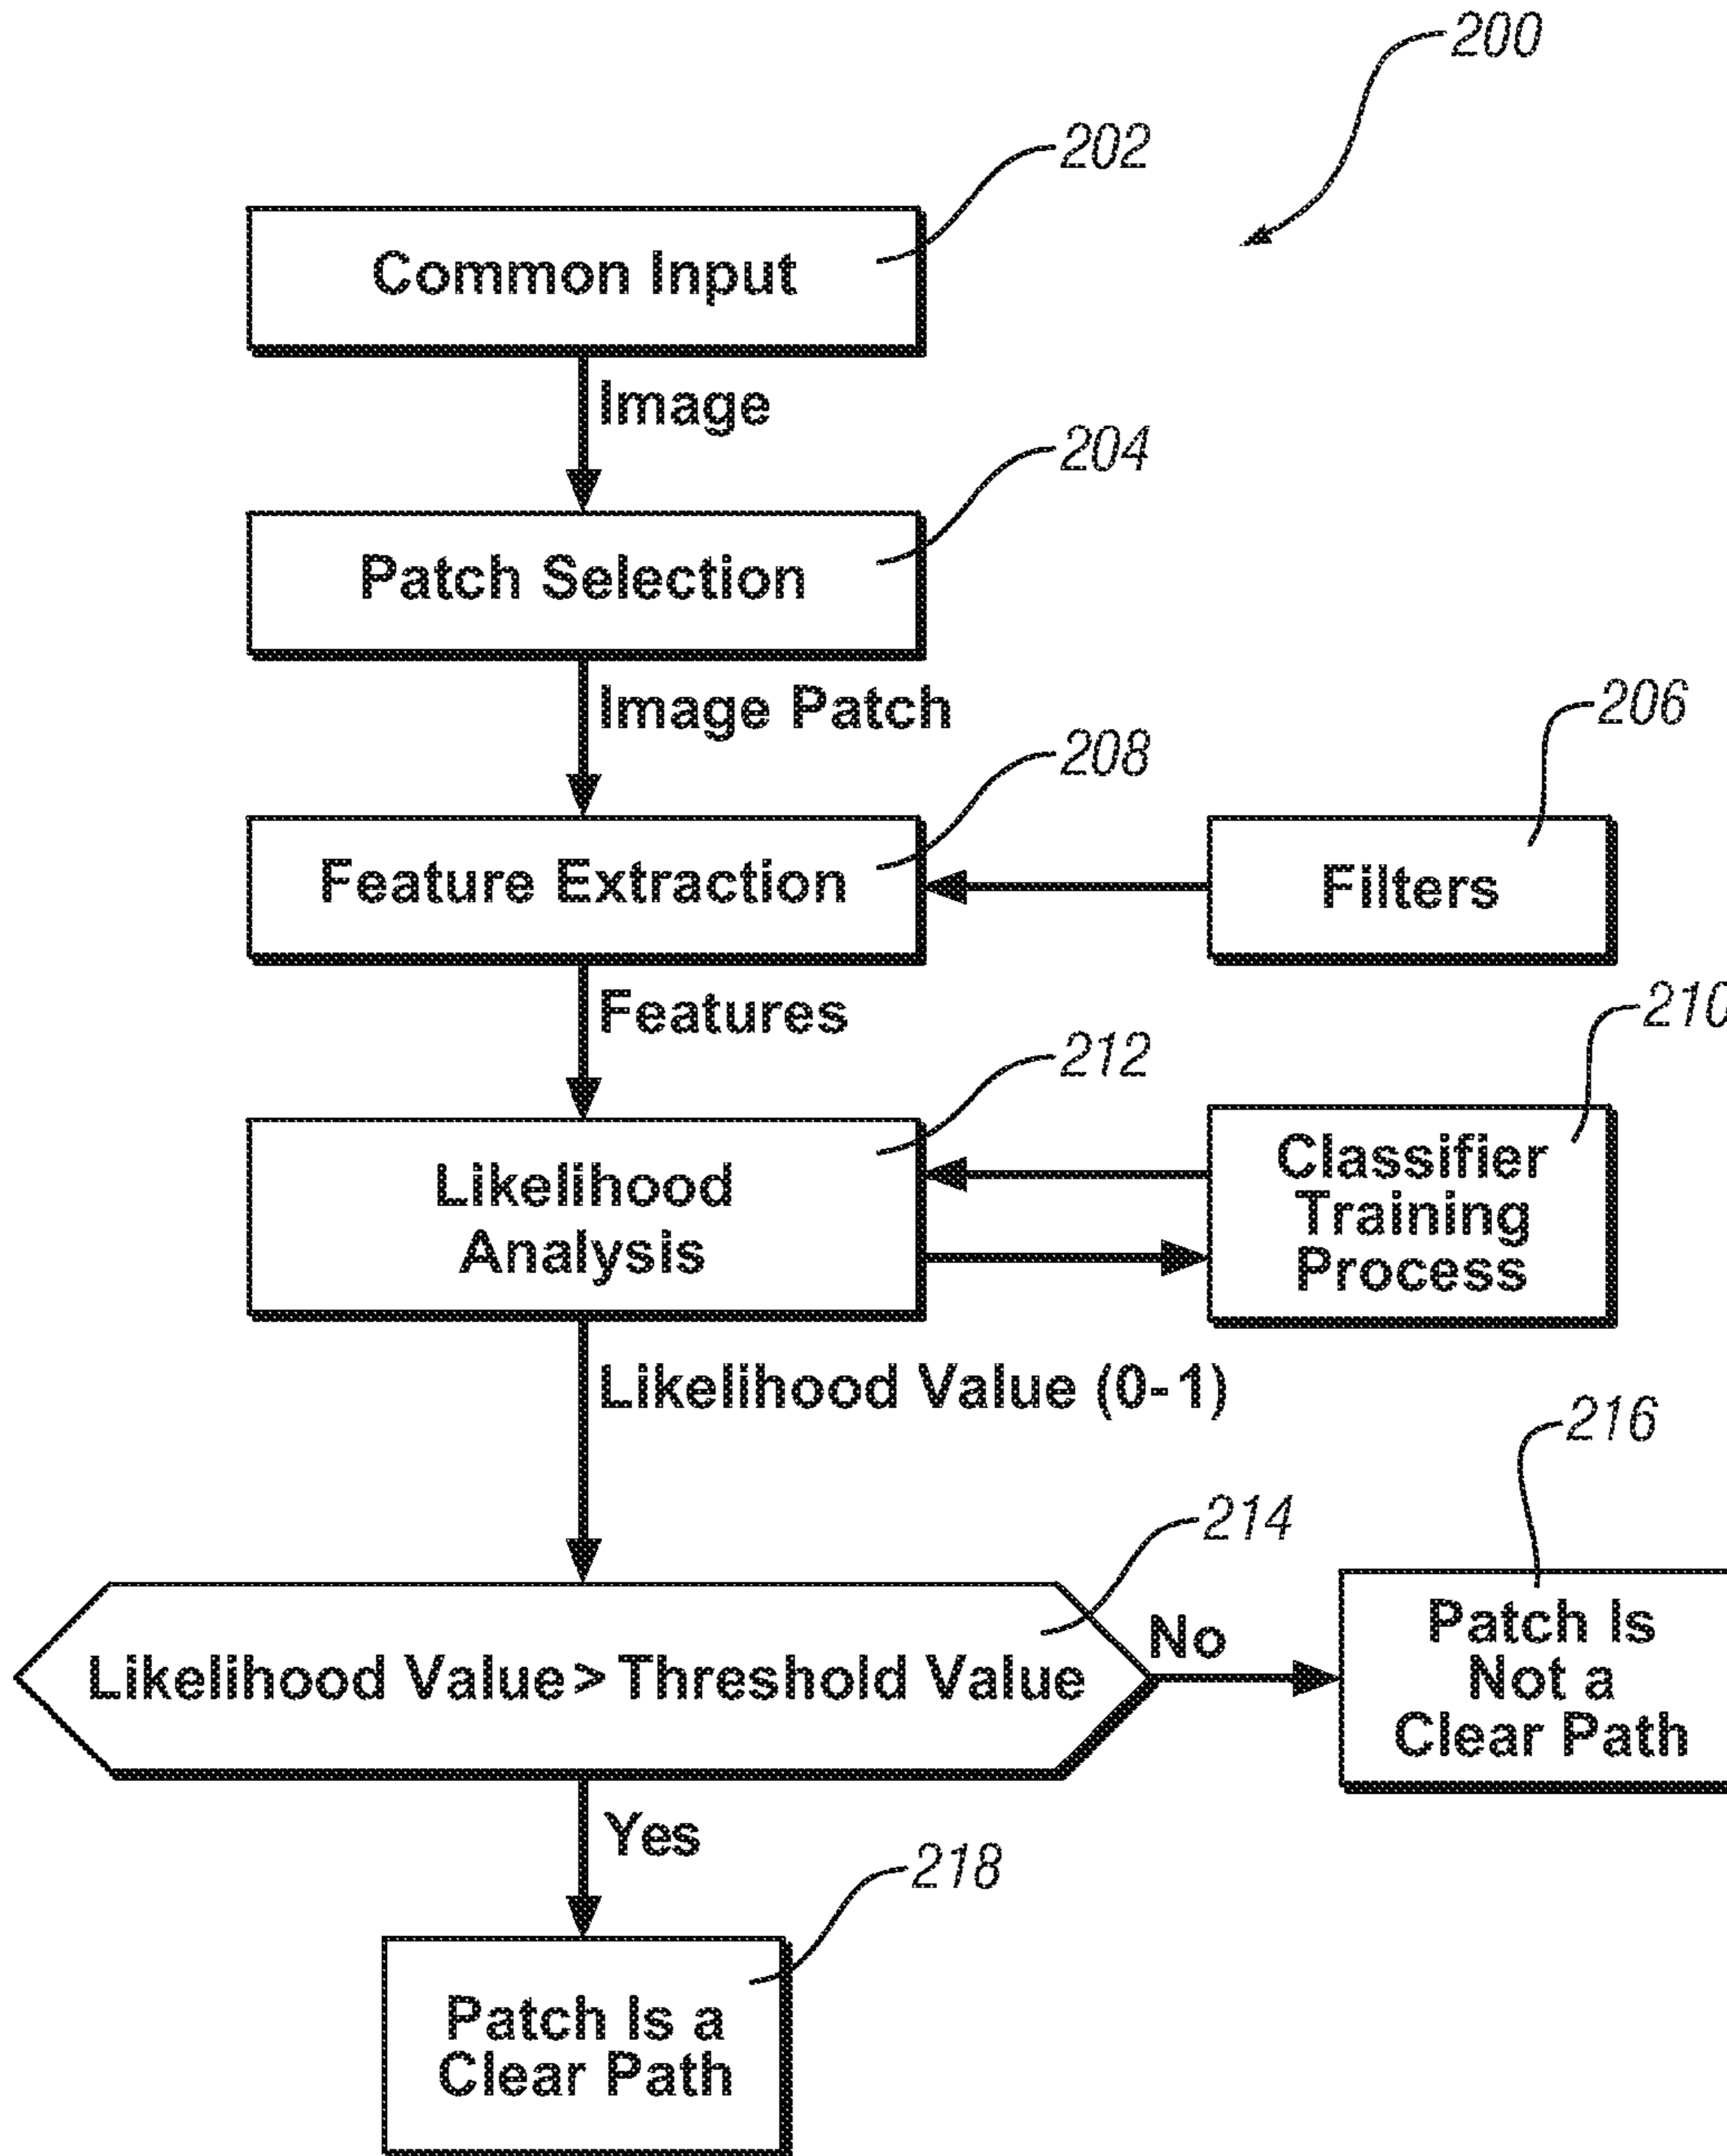 200
202
Common Input
Image
204
Patch Selection
Image Patch
206
208
Feature Extraction
Filters
Features
210
212
Likelihood
Analysis
Classifier
Training
Process
Likelihood Value (0-1)
216
214
Likelihood Value > Threshold Value
No
Patch Is
Not a
Clear Path
Yes
218
Patch Is a
Clear Path